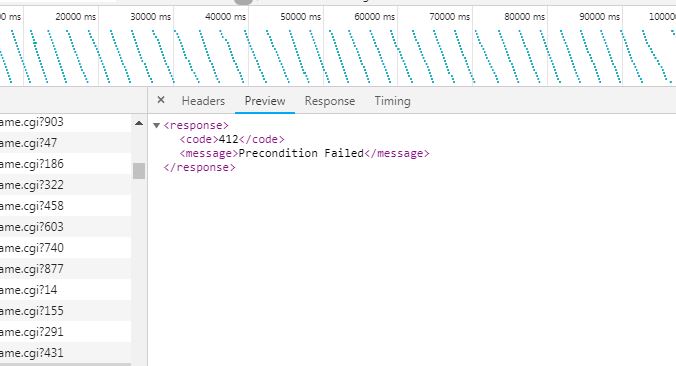 00 ms 20000 ms 30000 ms 40000 ms 50000 ms 60000 ms 70000 ms 80000 ms 90000 ms 100000
× Headers Preview Response Timing
<response>
<code>412</code>
<message>Precondition Failed</message>
</response>
ame.cgi?903
ame.cgi?47
ame.cgi?186
ame.cgi?322
ame.cgi?458
ame.cgi?603
ame.cgi?740
ame.cgi?877
ame.cgi?14
ame.cgi?155
ame.cgi?291
ame.cgi?431